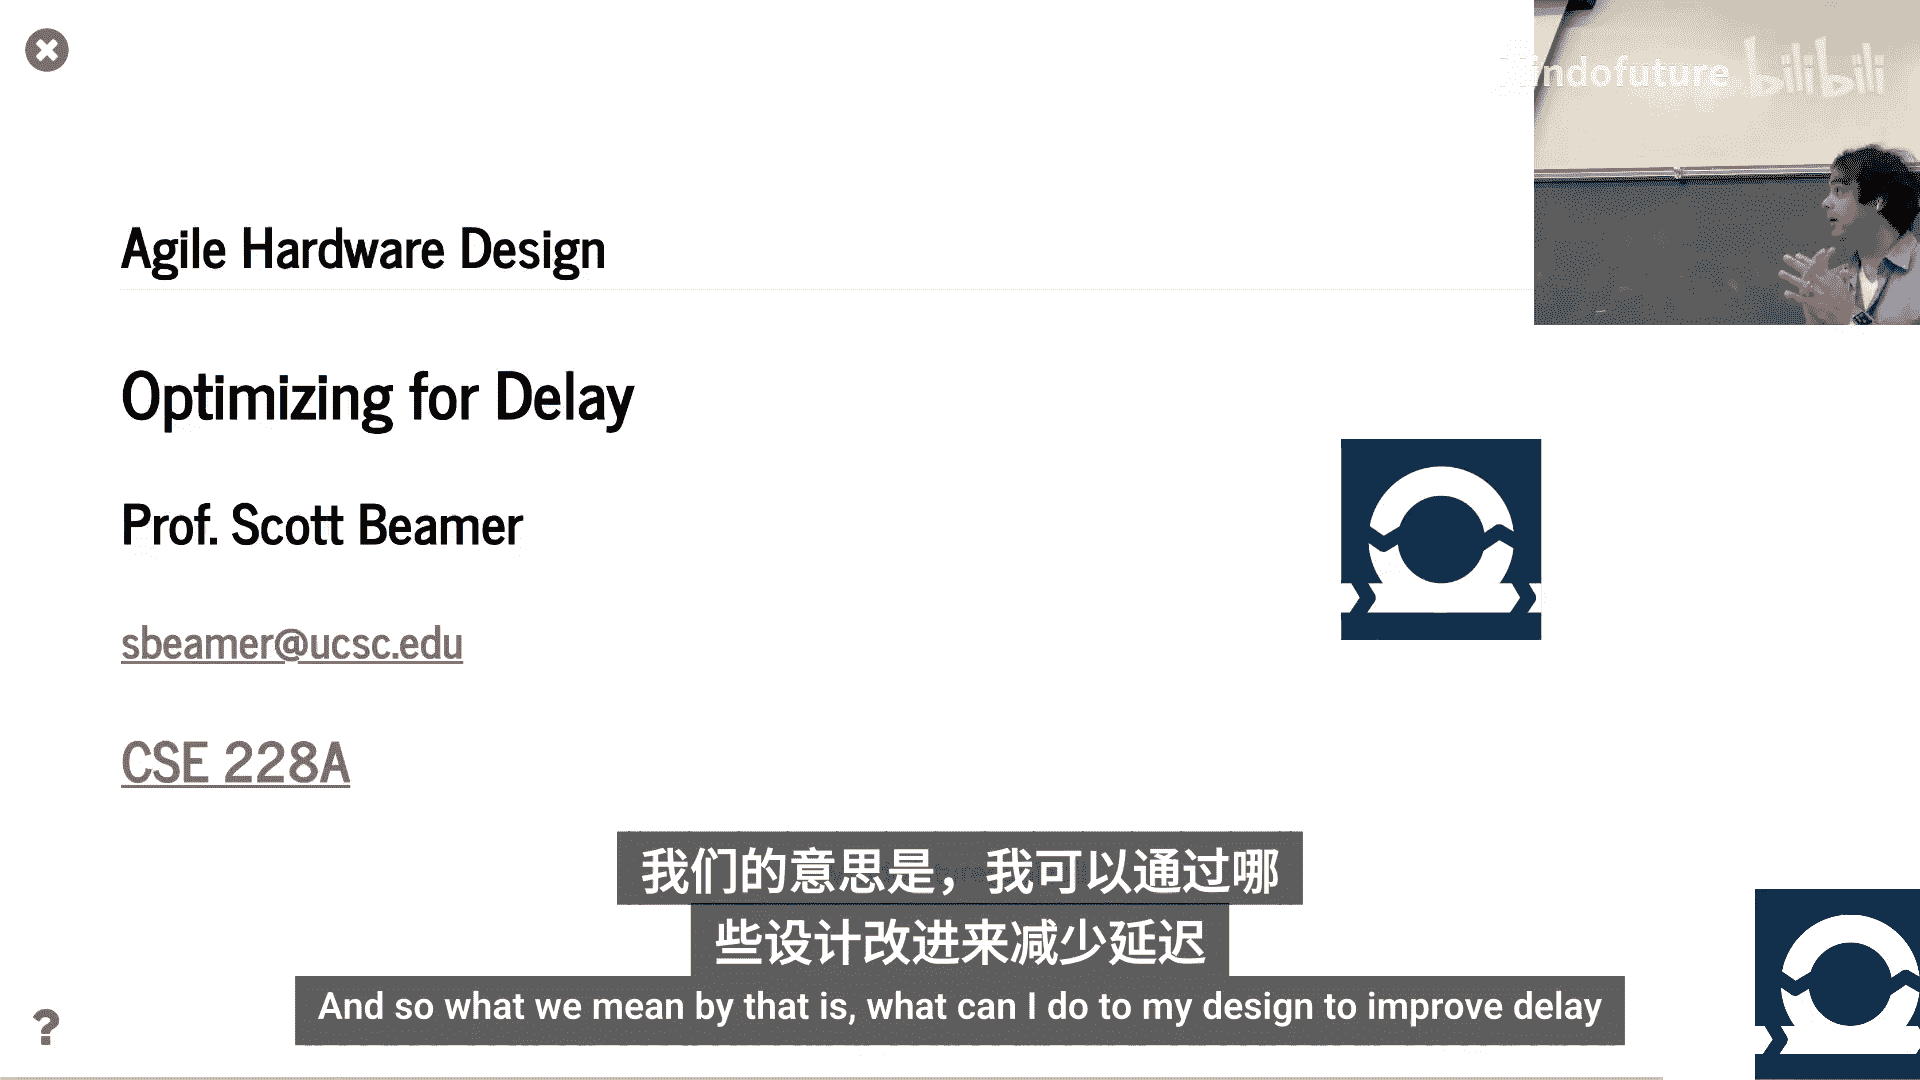 indofuture
bilibili
Agile Hardware Design
Optimizing for Delay
Prof. Scott Beamer
sbeamer@ucsc.edu
CSE 228A
我们的意思是，我可以通过哪
些设计改进来减少延迟
And so what we mean by that is, what can I do to my design to improve delay
?